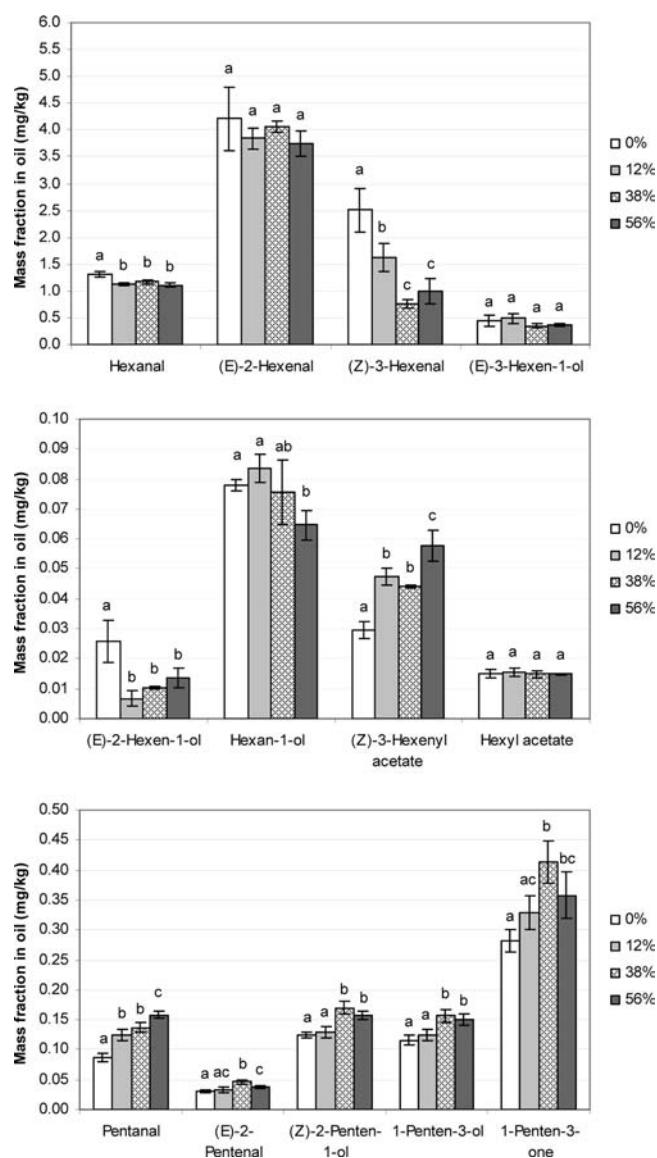 Mass fraction in oil (mg/kg)
6.0
5.5
5.0
4.5
4.0
3.5
3.0
2.5
2.0
1.5
1.0
0.5
0.0
a b b b
a a a a
a b c c
a a a a
Hexanal (E)-2-Hexenal (Z)-3-Hexenal (E)-3-Hexen-1-ol
0%
12%
38%
56%
Mass fraction in oil (mg/kg)
0.10
0.09
0.08
0.07
0.06
0.05
0.04
0.03
0.02
0.01
0.00
a b b b
a a ab b
a b b c
a a a a
(E)-2-Hexen-1-ol Hexan-1-ol (Z)-3-Hexenyl Hexyl acetate
acetate
0%
12%
38%
56%
Mass fraction in oil (mg/kg)
0.50
0.45
0.40
0.35
0.30
0.25
0.20
0.15
0.10
0.05
0.00
a b b c
a ac b c
a a b b
a a b b
a ac b bc
Pentanal (E)-2- (Z)-2-Penten- 1-Penten-3-ol 1-Penten-3-
Pentenal 1-ol one
0%
12%
38%
56%